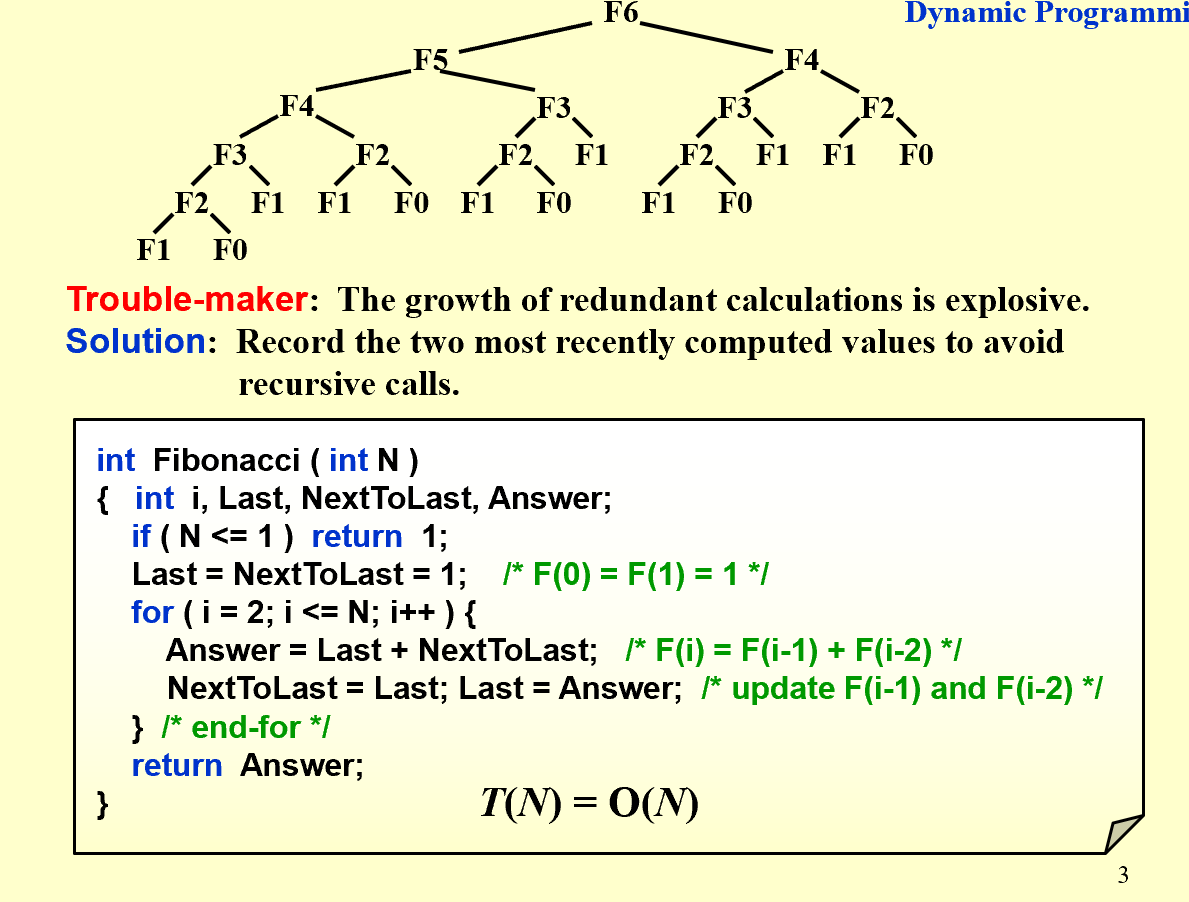 F6
Dynamic Programmi
F5 F4
F4 F3 F3 F2
F3 F2 F2 F1 F2 F1 F1 F0
F2 F1 F1 F0 F1 F0 F1 F0
F1 F0
Trouble-maker: The growth of redundant calculations is explosive.
Solution: Record the two most recently computed values to avoid
recursive calls.
int Fibonacci ( int N )
{ int i, Last, NextToLast, Answer;
if ( N <= 1 ) return 1;
Last = NextToLast = 1; /* F(0) = F(1) = 1 */
for ( i = 2; i <= N; i++ ) {
Answer = Last + NextToLast; /* F(i) = F(i-1) + F(i-2) */
NextToLast = Last; Last = Answer; /* update F(i-1) and F(i-2) */
} /* end-for */
return Answer;
}
T(N) = O(N)
3